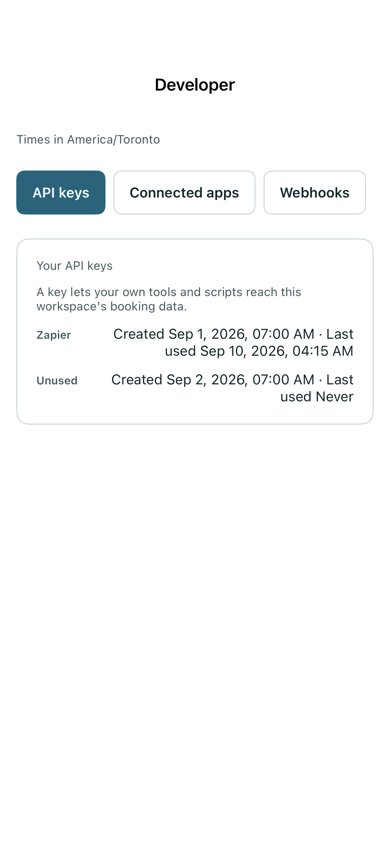 Developer
Times in America/Toronto
API keys
Connected apps
Webhooks
Your API keys
A key lets your own tools and scripts reach this
workspace's booking data.
Zapier
Created Sep 1, 2026, 07:00 AM · Last
used Sep 10, 2026, 04:15 AM
Unused
Created Sep 2, 2026, 07:00 AM · Last
used Never